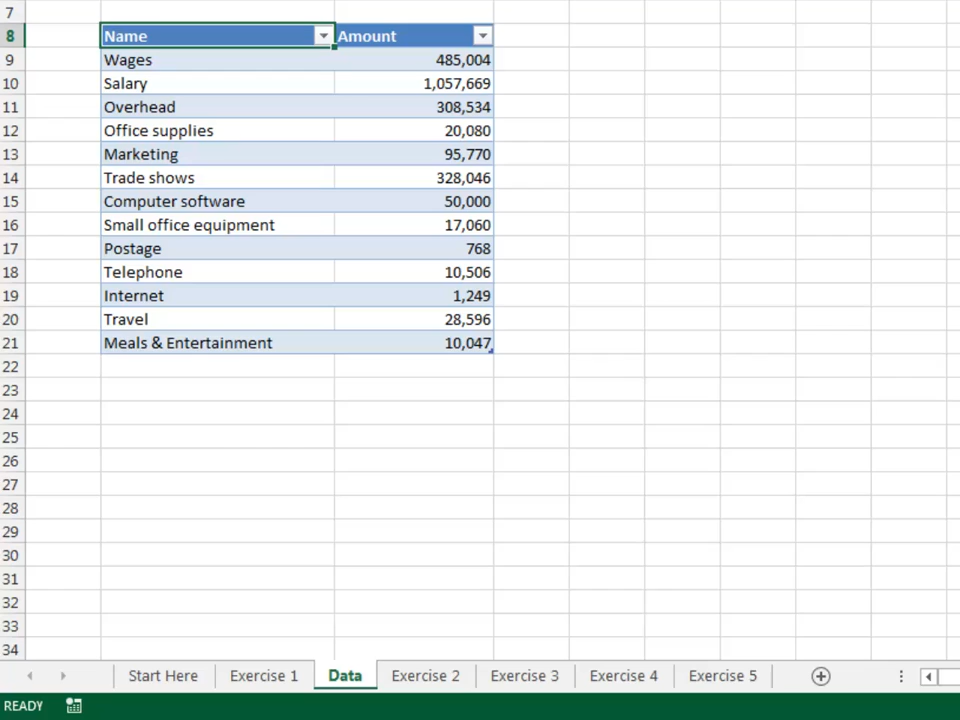 7
8 Name Amount
9 Wages 485,004
10 Salary 1,057,669
11 Overhead 308,534
12 Office supplies 20,080
13 Marketing 95,770
14 Trade shows 328,046
15 Computer software 50,000
16 Small office equipment 17,060
17 Postage 768
18 Telephone 10,506
19 Internet 1,249
20 Travel 28,596
21 Meals & Entertainment 10,047
22
23
24
25
26
27
28
29
30
31
32
33
34
Start Here Exercise 1 Data Exercise 2 Exercise 3 Exercise 4 Exercise 5
READY